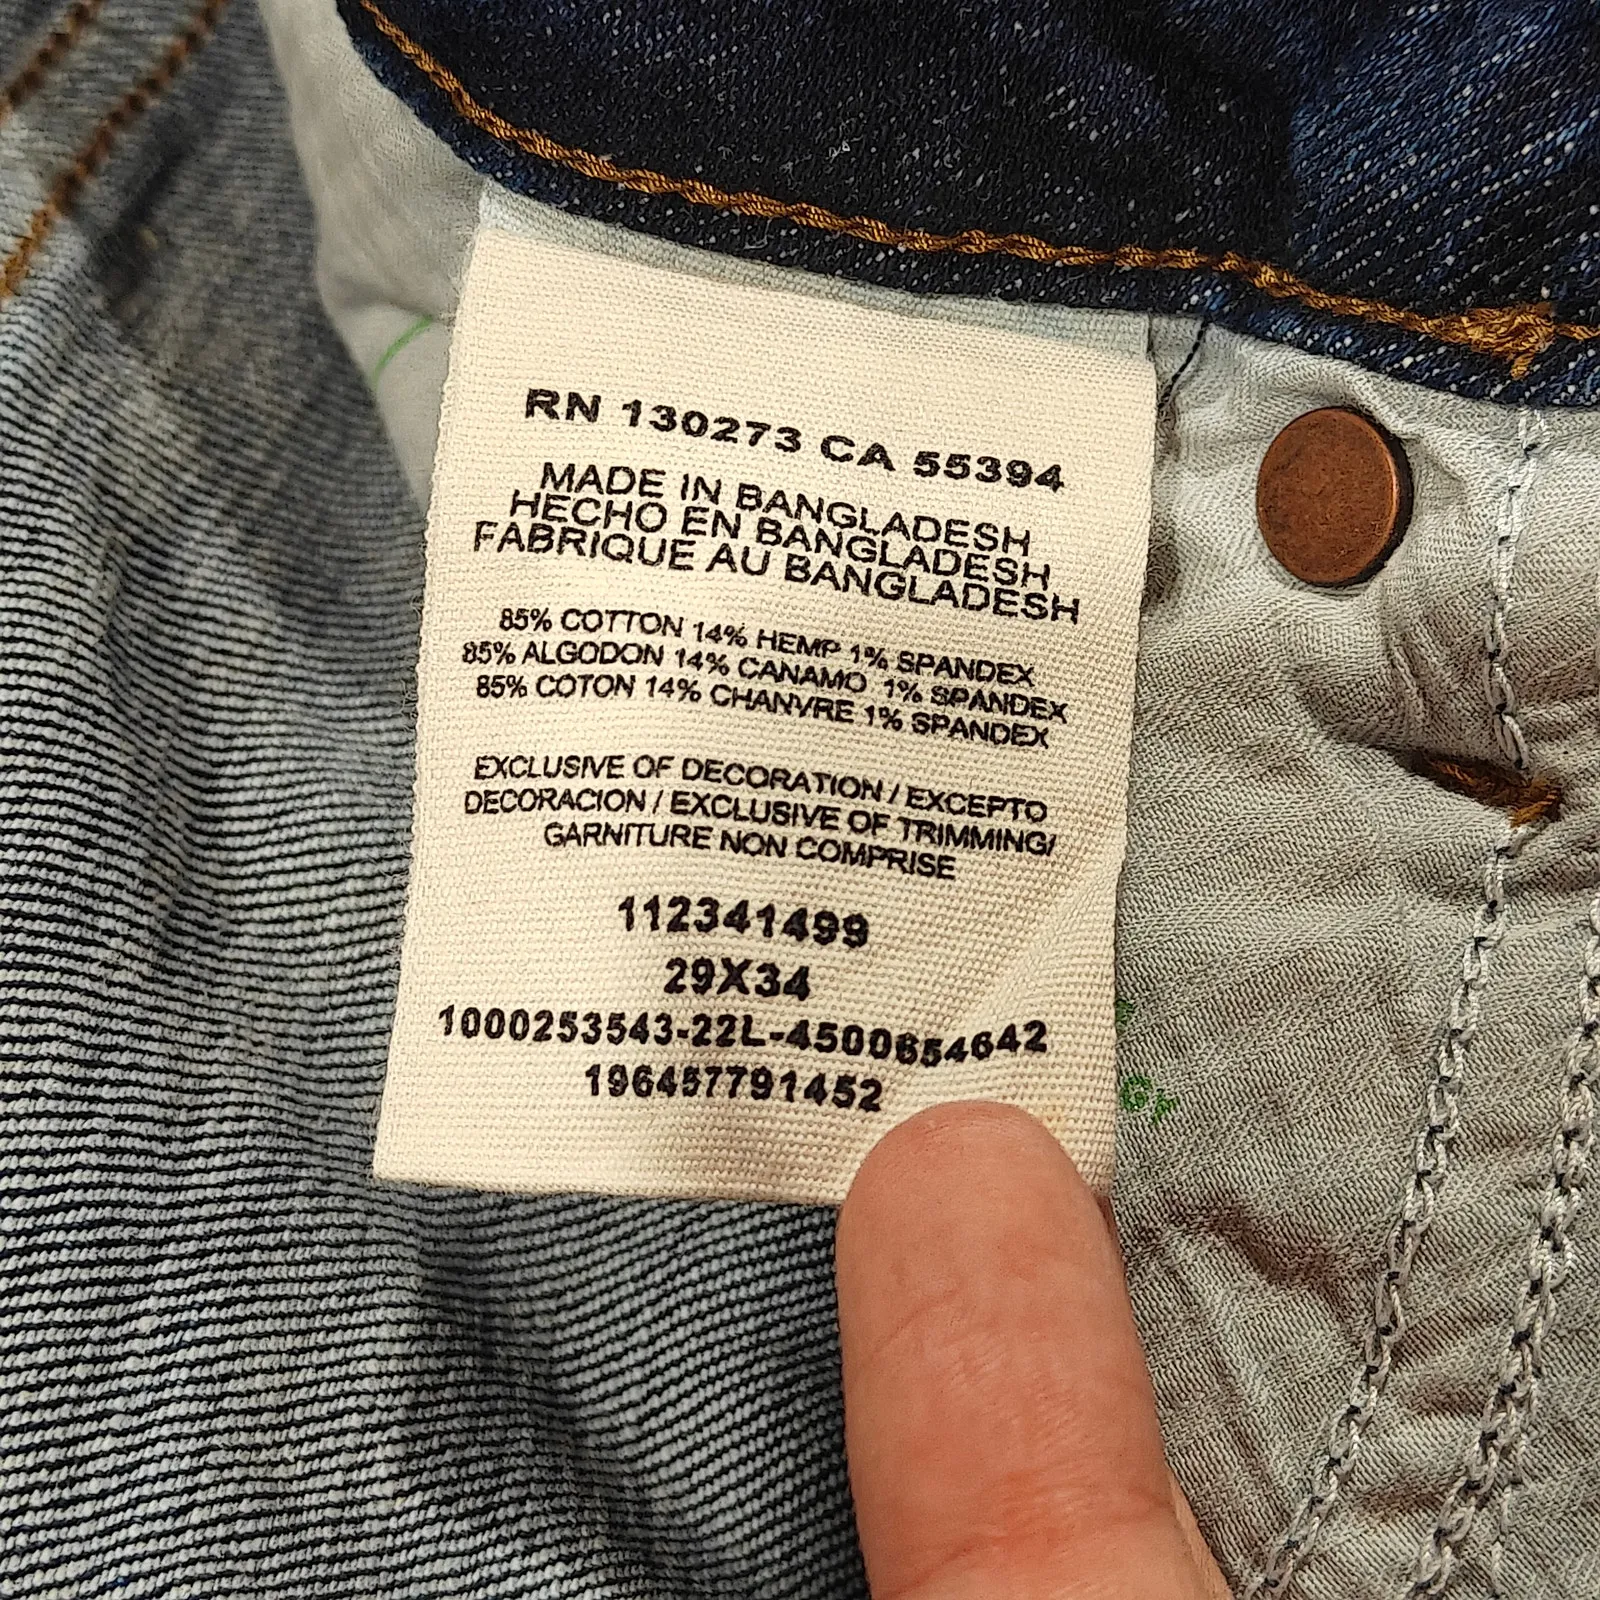 RN 130273 CA 55394
MADE IN BANGLADESH
HECHO EN BANGLADESH
FABRIQUE AU BANGLADESH
85% COTTON 14% HEMP 1% SPANDEX
85% ALGODON 14% CANAMO 1% SPANDEX
85% COTON 14% CHANVRE 1% SPANDEX
EXCLUSIVE OF DECORATION / EXCEPTO
DECORACION / EXCLUSIVE OF TRIMMING/
GARNITURE NON COMPRISE
112341499
29X34
1000253543-22L-4500654642
196457791452